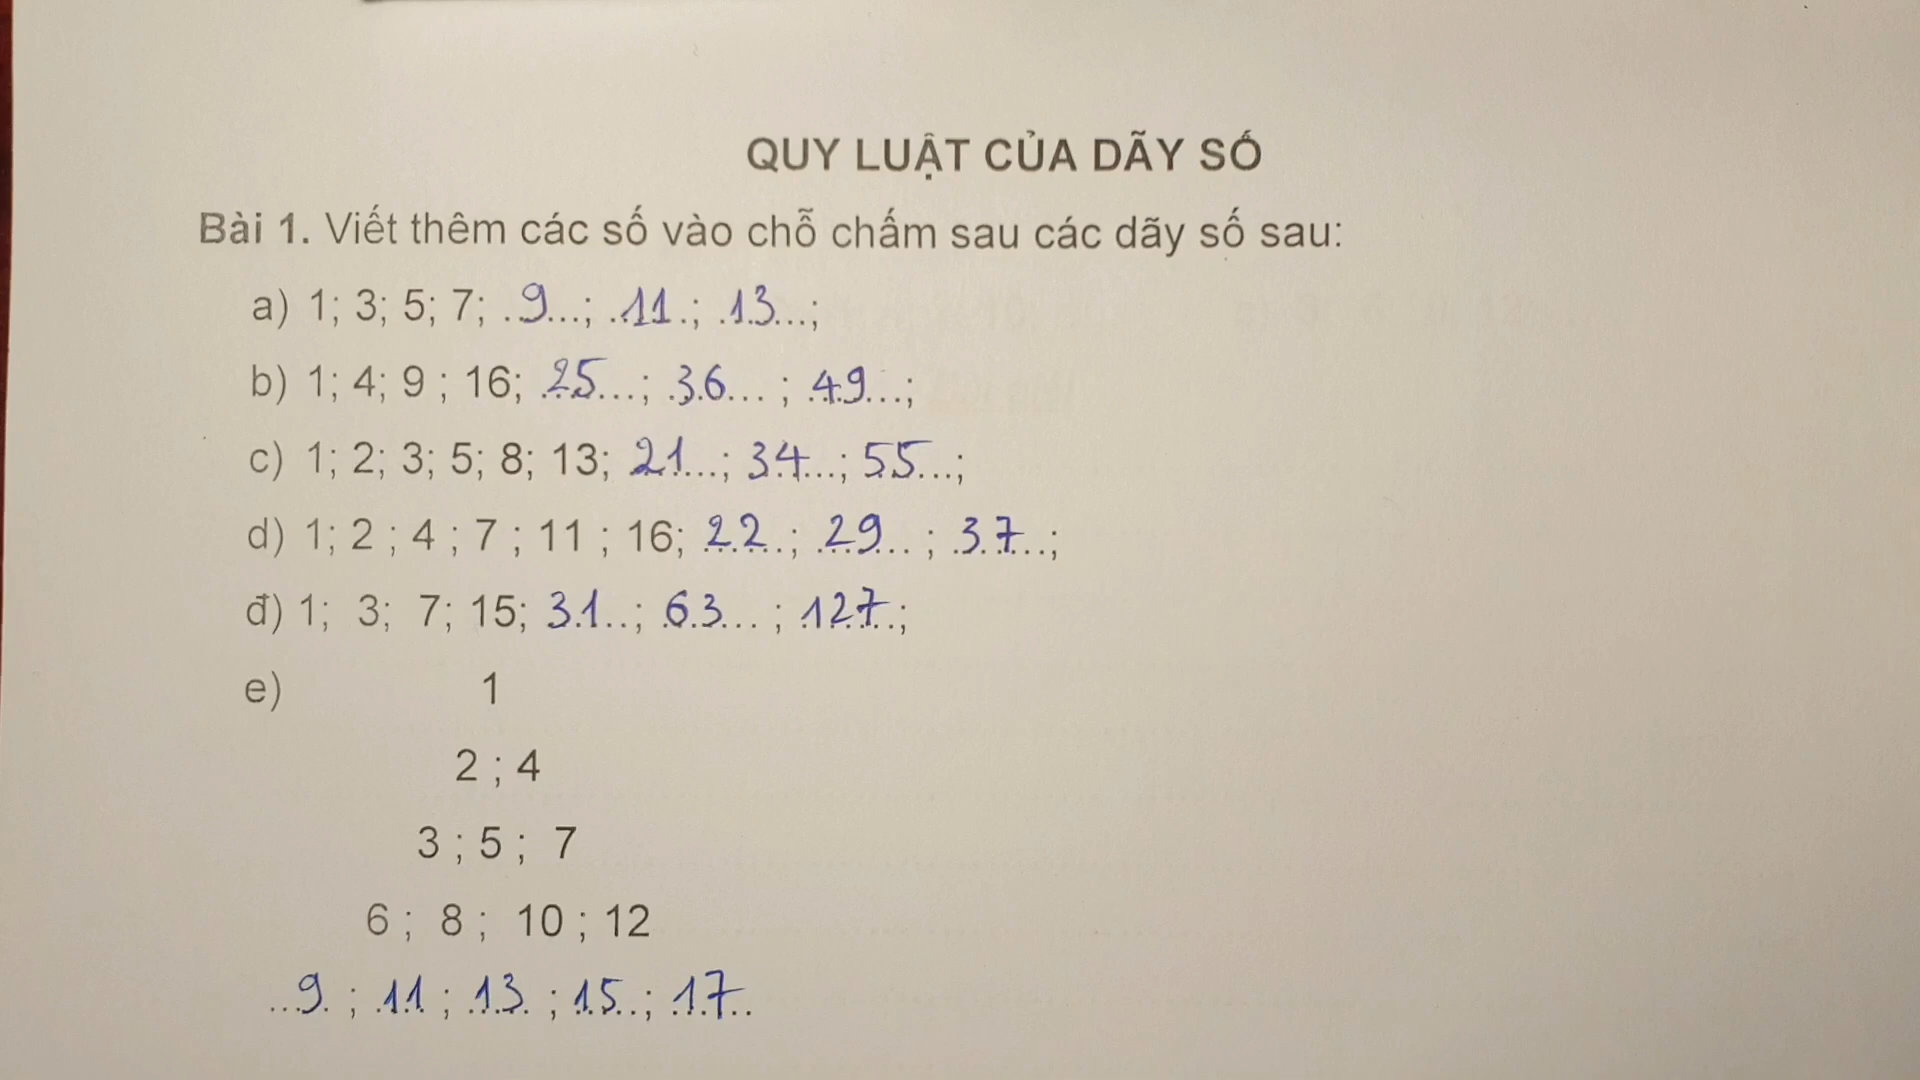 QUY LUẬT CỦA DÃY SỐ
Bài 1. Viết thêm các số vào chỗ chấm sau các dãy số sau:
a) 1; 3; 5; 7; ..9...; ..11.; .13...;
b) 1; 4; 9 ; 16; .25...; .36... ; .49...;
c) 1; 2; 3; 5; 8; 13; 21...; 34...; 55...;
d) 1; 2 ; 4 ; 7 ; 11 ; 16; 22..; .29.. ; .37..;
đ) 1; 3; 7; 15; 31..; 63... ; .127.;
e) 1
2 ; 4
3 ; 5 ; 7
6 ; 8 ; 10 ; 12
...9. ; .11 ; .13. ; 15..; .17..